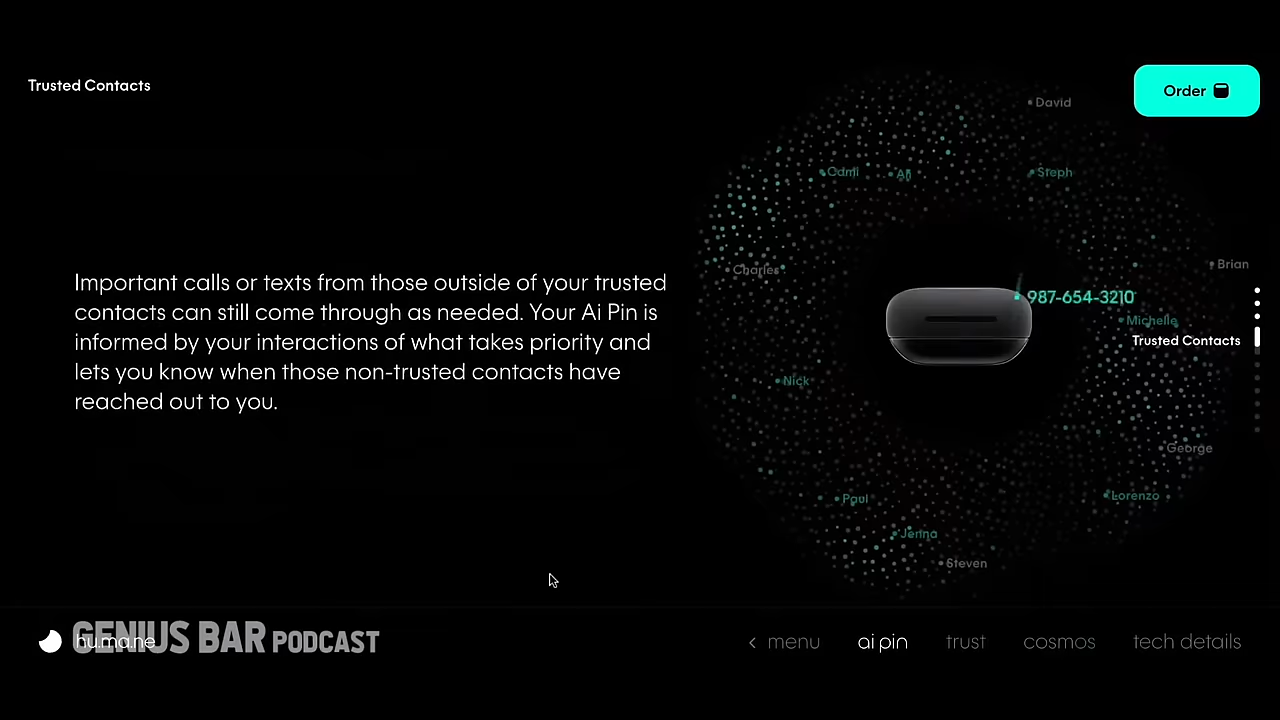 Trusted Contacts
Order
David
Steph
Charles
Brian
Important calls or texts from those outside of your trusted
contacts can still come through as needed. Your Ai Pin is
informed by your interactions of what takes priority and
lets you know when those non-trusted contacts have
reached out to you.
987-654-3210
Michelle
Trusted Contacts
Nick
George
Paul
Lorenzo
Jenna
Steven
hu.ma.ne
GENIUS BAR PODCAST
< menu
ai pin
trust
cosmos
tech details